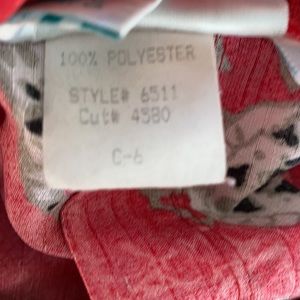 100% POLYESTER
STYLE# 6511
Cut# 4580
C-6